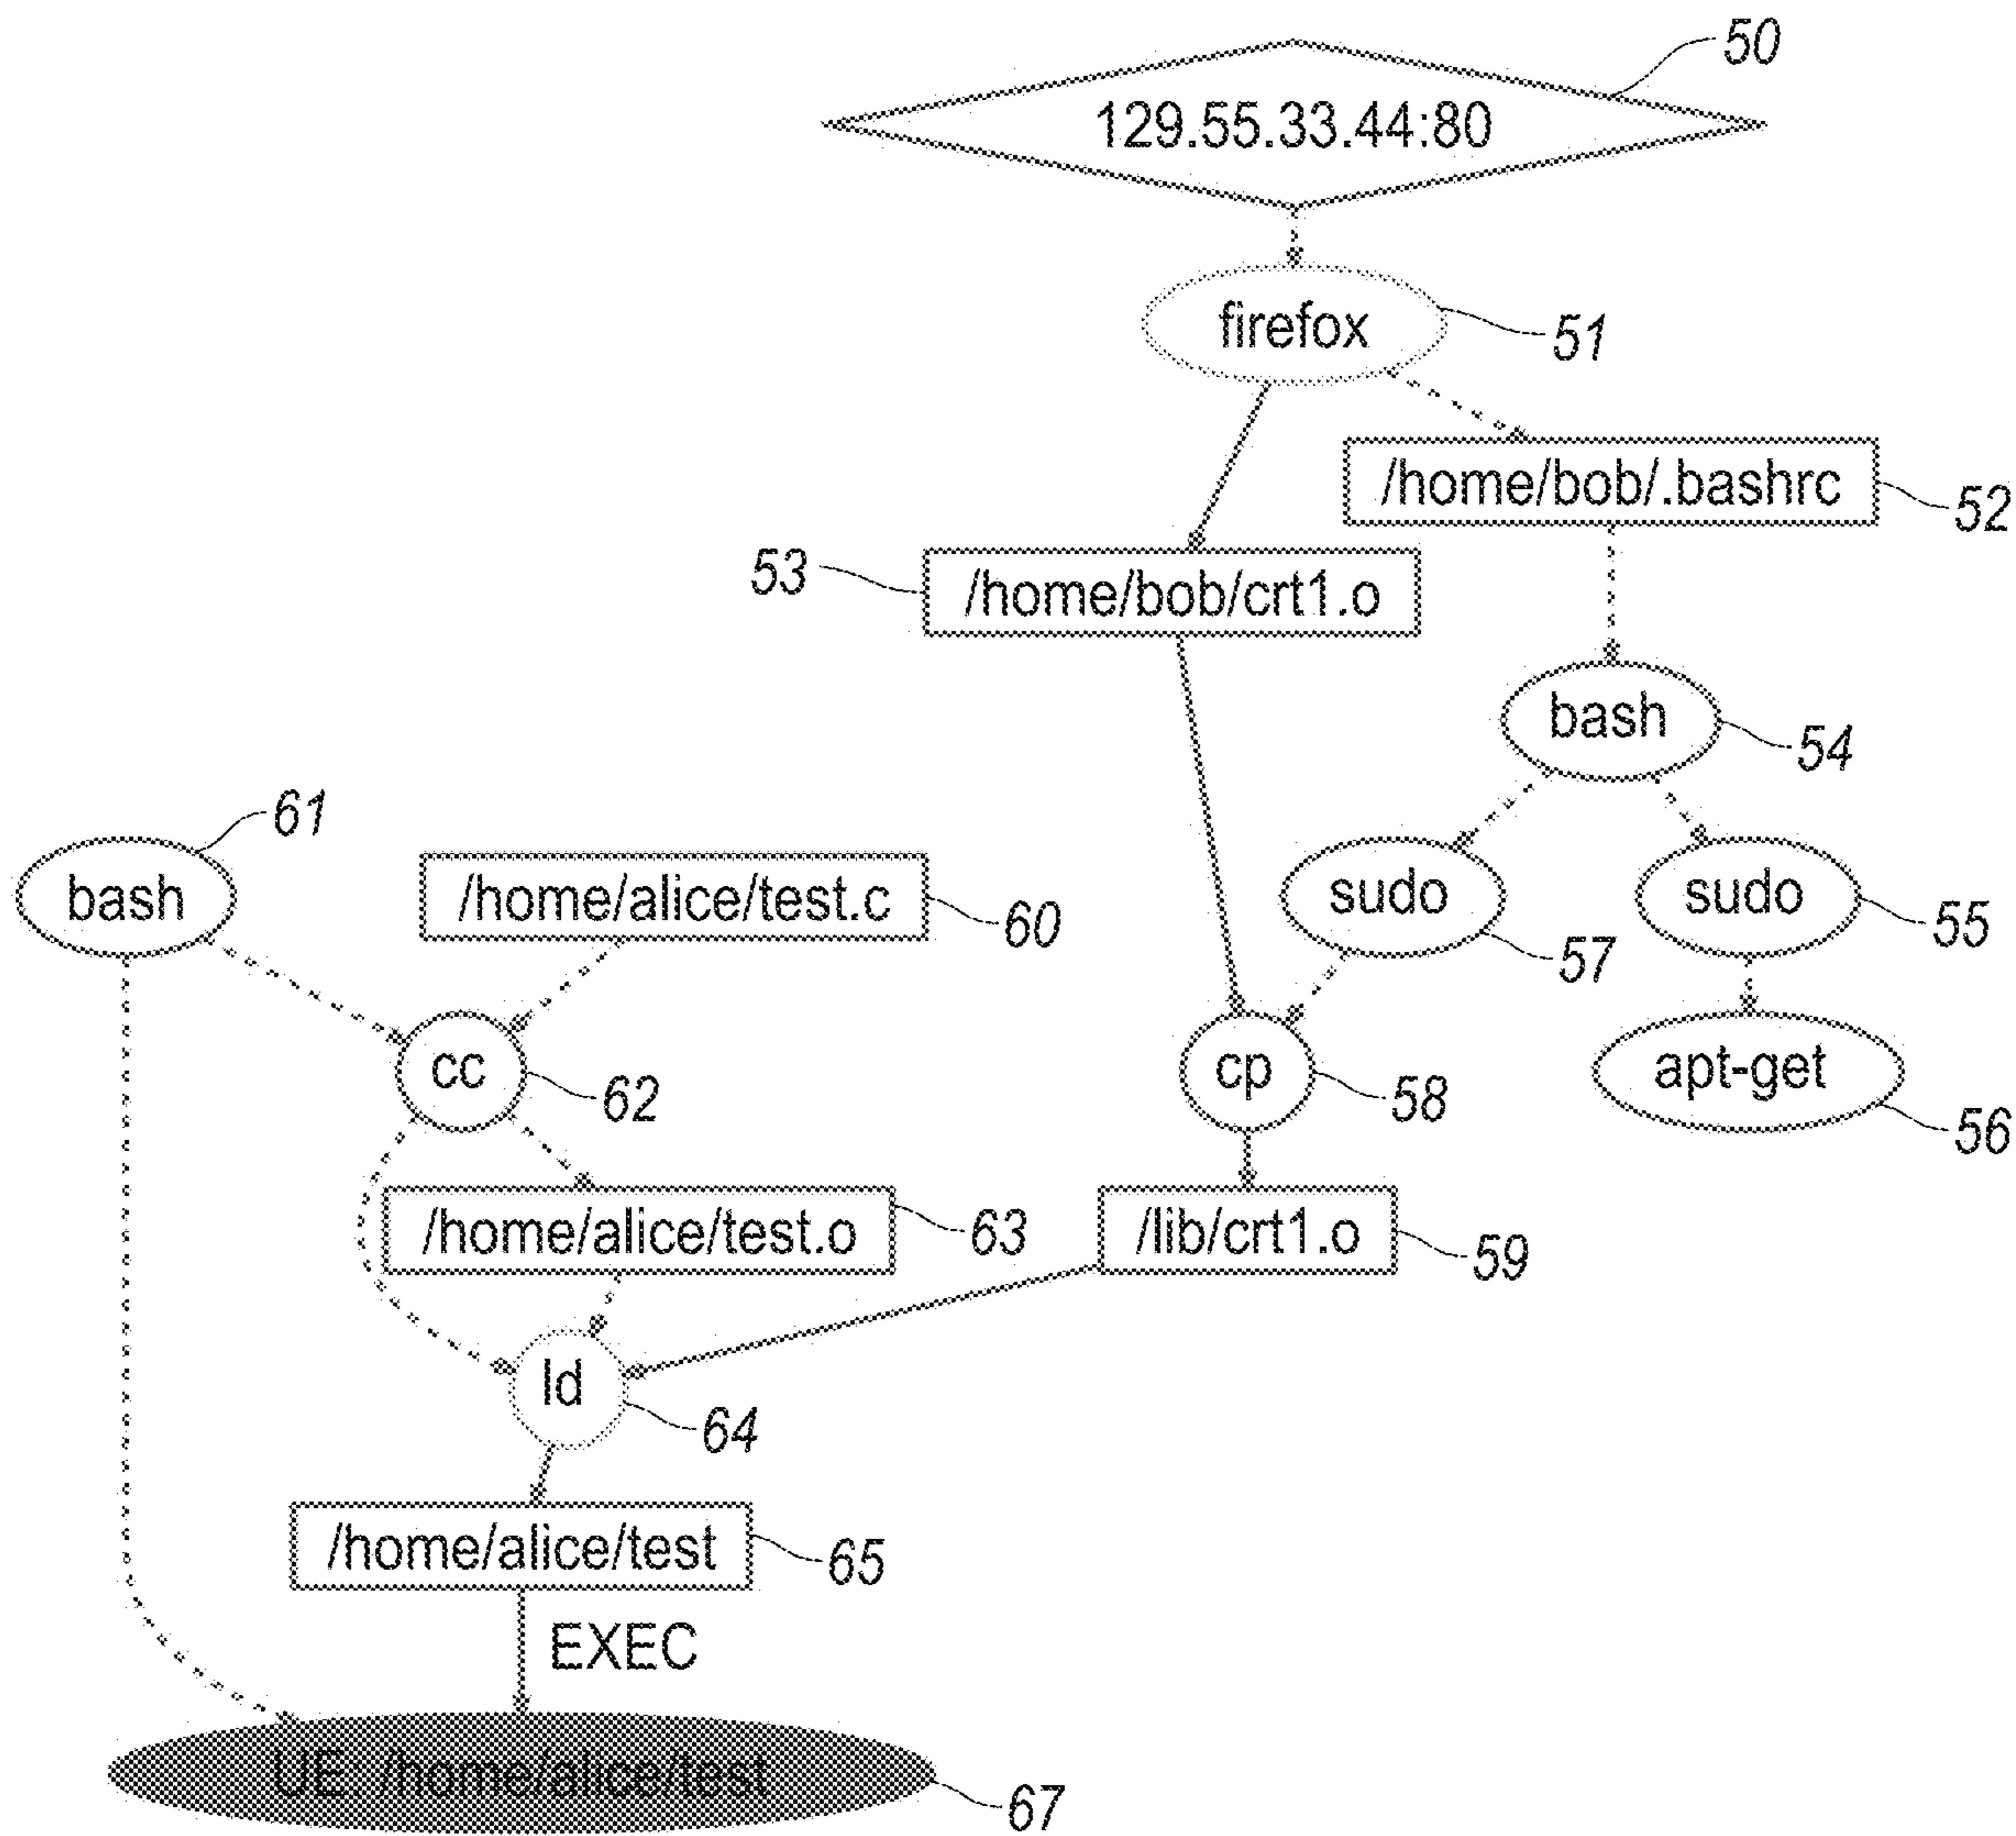 50
129.55.33.44:80
firefox
51
/home/bob/.bashrc
52
53
/home/bob/crt1.o
bash
54
61
bash
/home/alice/test.c
60
sudo
57
sudo
55
cc
62
cp
58
apt-get
56
/home/alice/test.o
63
/lib/crt1.o
59
ld
64
/home/alice/test
65
EXEC
UE: /home/alice/test
67